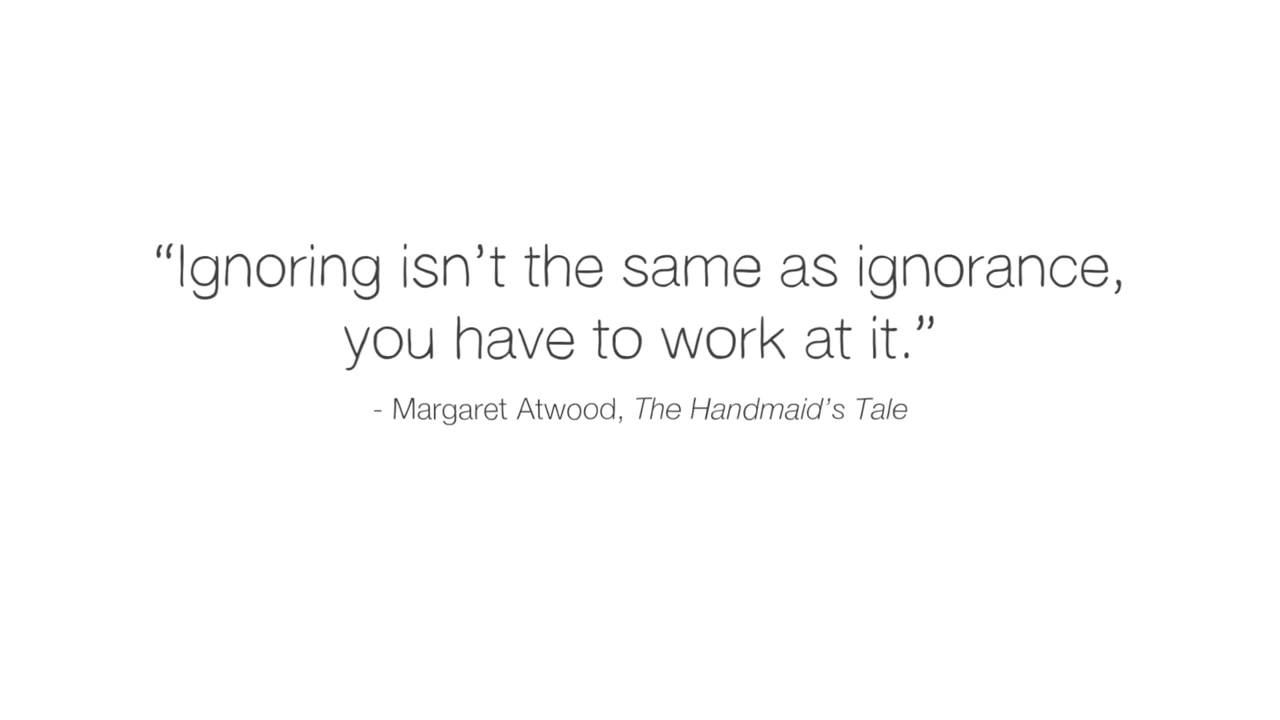 “Ignoring isn’t the same as ignorance,
you have to work at it.”
- Margaret Atwood, The Handmaid’s Tale